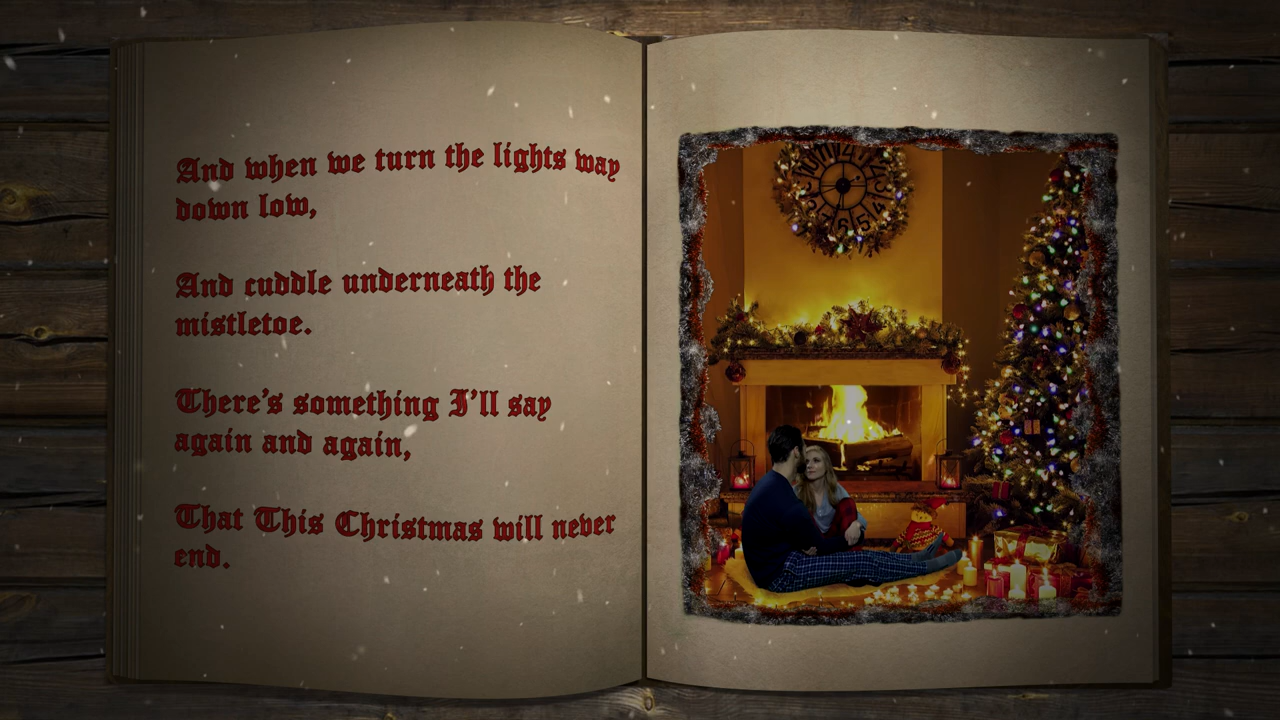 And when we turn the lights way
down low,
And cuddle underneath the
mistletoe.
There's something I'll say
again and again,
That This Christmas will never
end.